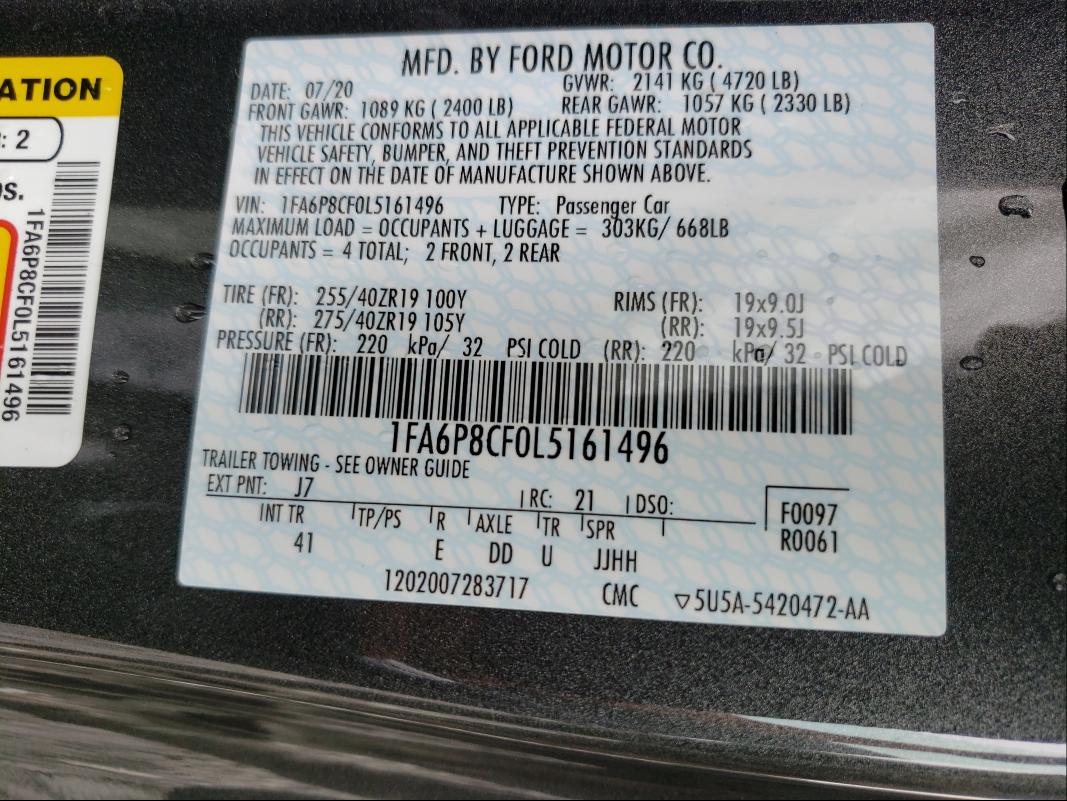 ATION
: 2
os.
1FA6P8CF0L5161496
MFD. BY FORD MOTOR CO.
DATE: 07/20 GVWR: 2141 KG ( 4720 LB)
FRONT GAWR: 1089 KG ( 2400 LB) REAR GAWR: 1057 KG ( 2330 LB)
THIS VEHICLE CONFORMS TO ALL APPLICABLE FEDERAL MOTOR
VEHICLE SAFETY, BUMPER, AND THEFT PREVENTION STANDARDS
IN EFFECT ON THE DATE OF MANUFACTURE SHOWN ABOVE.
VIN: 1FA6P8CF0L5161496 TYPE: Passenger Car
MAXIMUM LOAD = OCCUPANTS + LUGGAGE = 303KG/ 668LB
OCCUPANTS = 4 TOTAL; 2 FRONT, 2 REAR
TIRE (FR): 255/40ZR19 100Y RIMS (FR): 19x9.0J
(RR): 275/40ZR19 105Y (RR): 19x9.5J
PRESSURE (FR): 220 kPa/ 32 PSI COLD (RR): 220 kPa/ 32 PSI COLD
1FA6P8CF0L5161496
TRAILER TOWING - SEE OWNER GUIDE
EXT PNT: J7 RC: 21 DSO:
INT TR TP/PS R AXLE TR SPR F0097
41 E DD U JJHH R0061
1202007283717 CMC ▽5U5A-5420472-AA